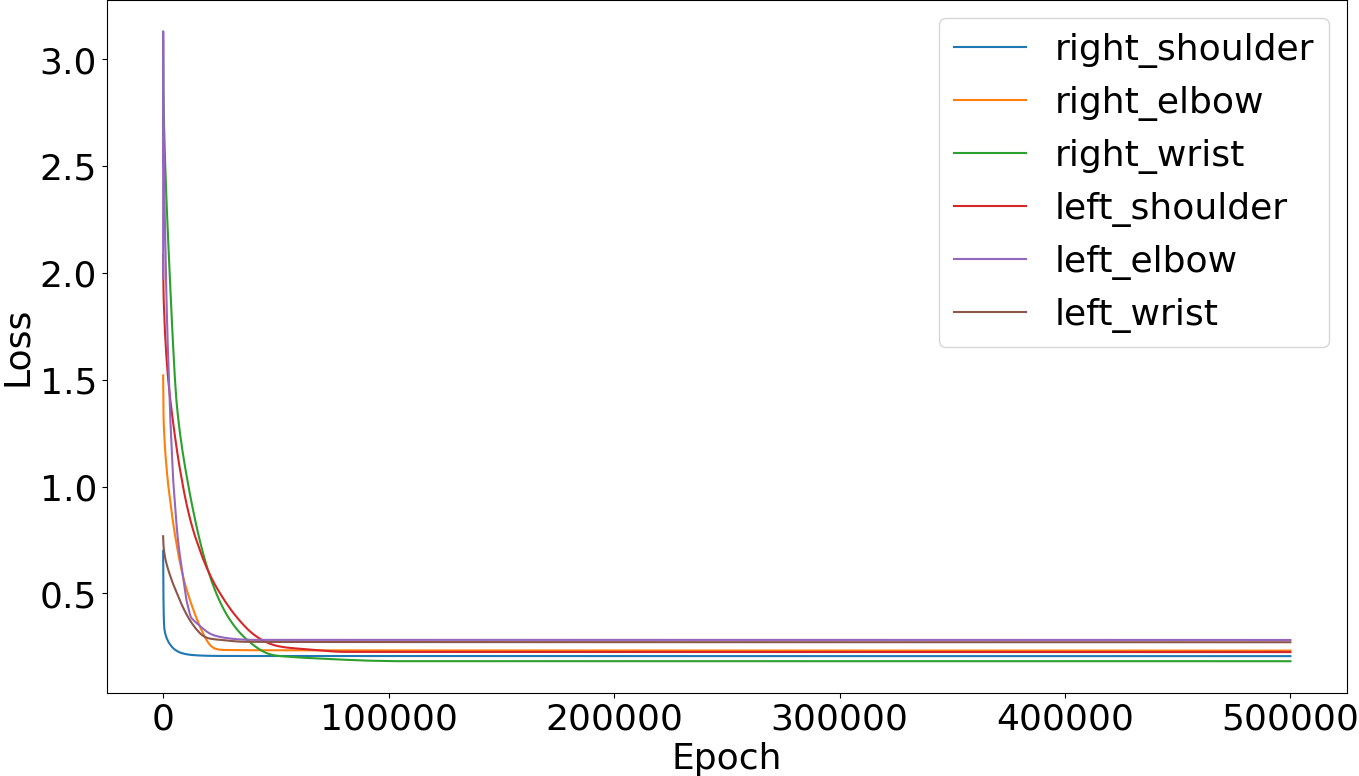 Loss
3.0
2.5
2.0
1.5
1.0
0.5
right_shoulder
right_elbow
right_wrist
left_shoulder
left_elbow
left_wrist
0 100000 200000 300000 400000 500000
Epoch